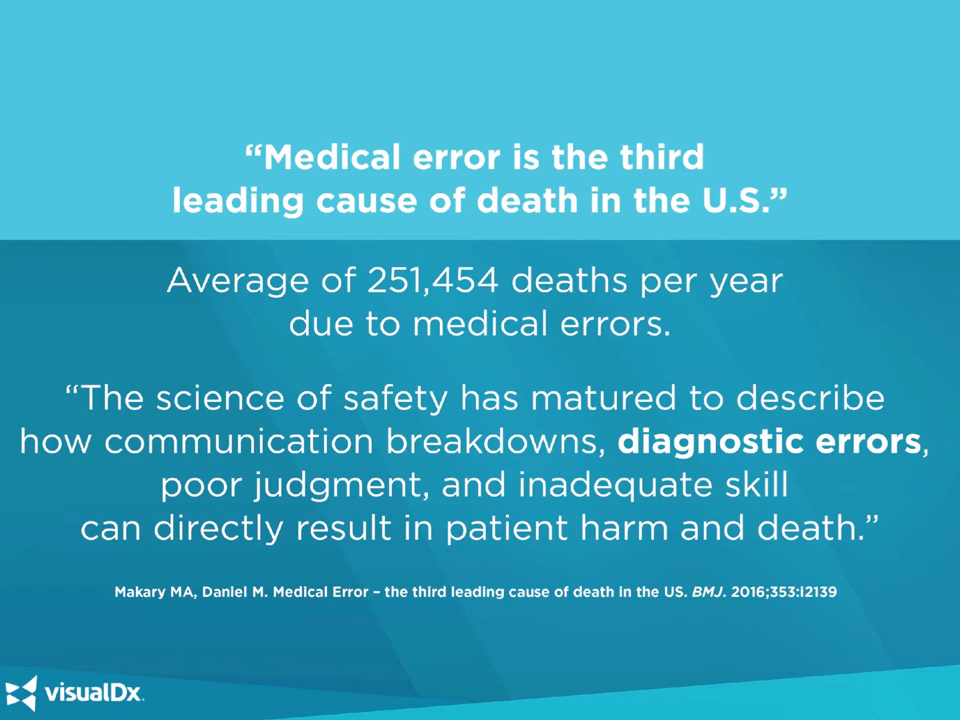 “Medical error is the third
leading cause of death in the U.S.”
Average of 251,454 deaths per year
due to medical errors.
“The science of safety has matured to describe
how communication breakdowns, diagnostic errors,
poor judgment, and inadequate skill
can directly result in patient harm and death.”
Makary MA, Daniel M. Medical Error – the third leading cause of death in the US. BMJ. 2016;353:I2139
visualDx.